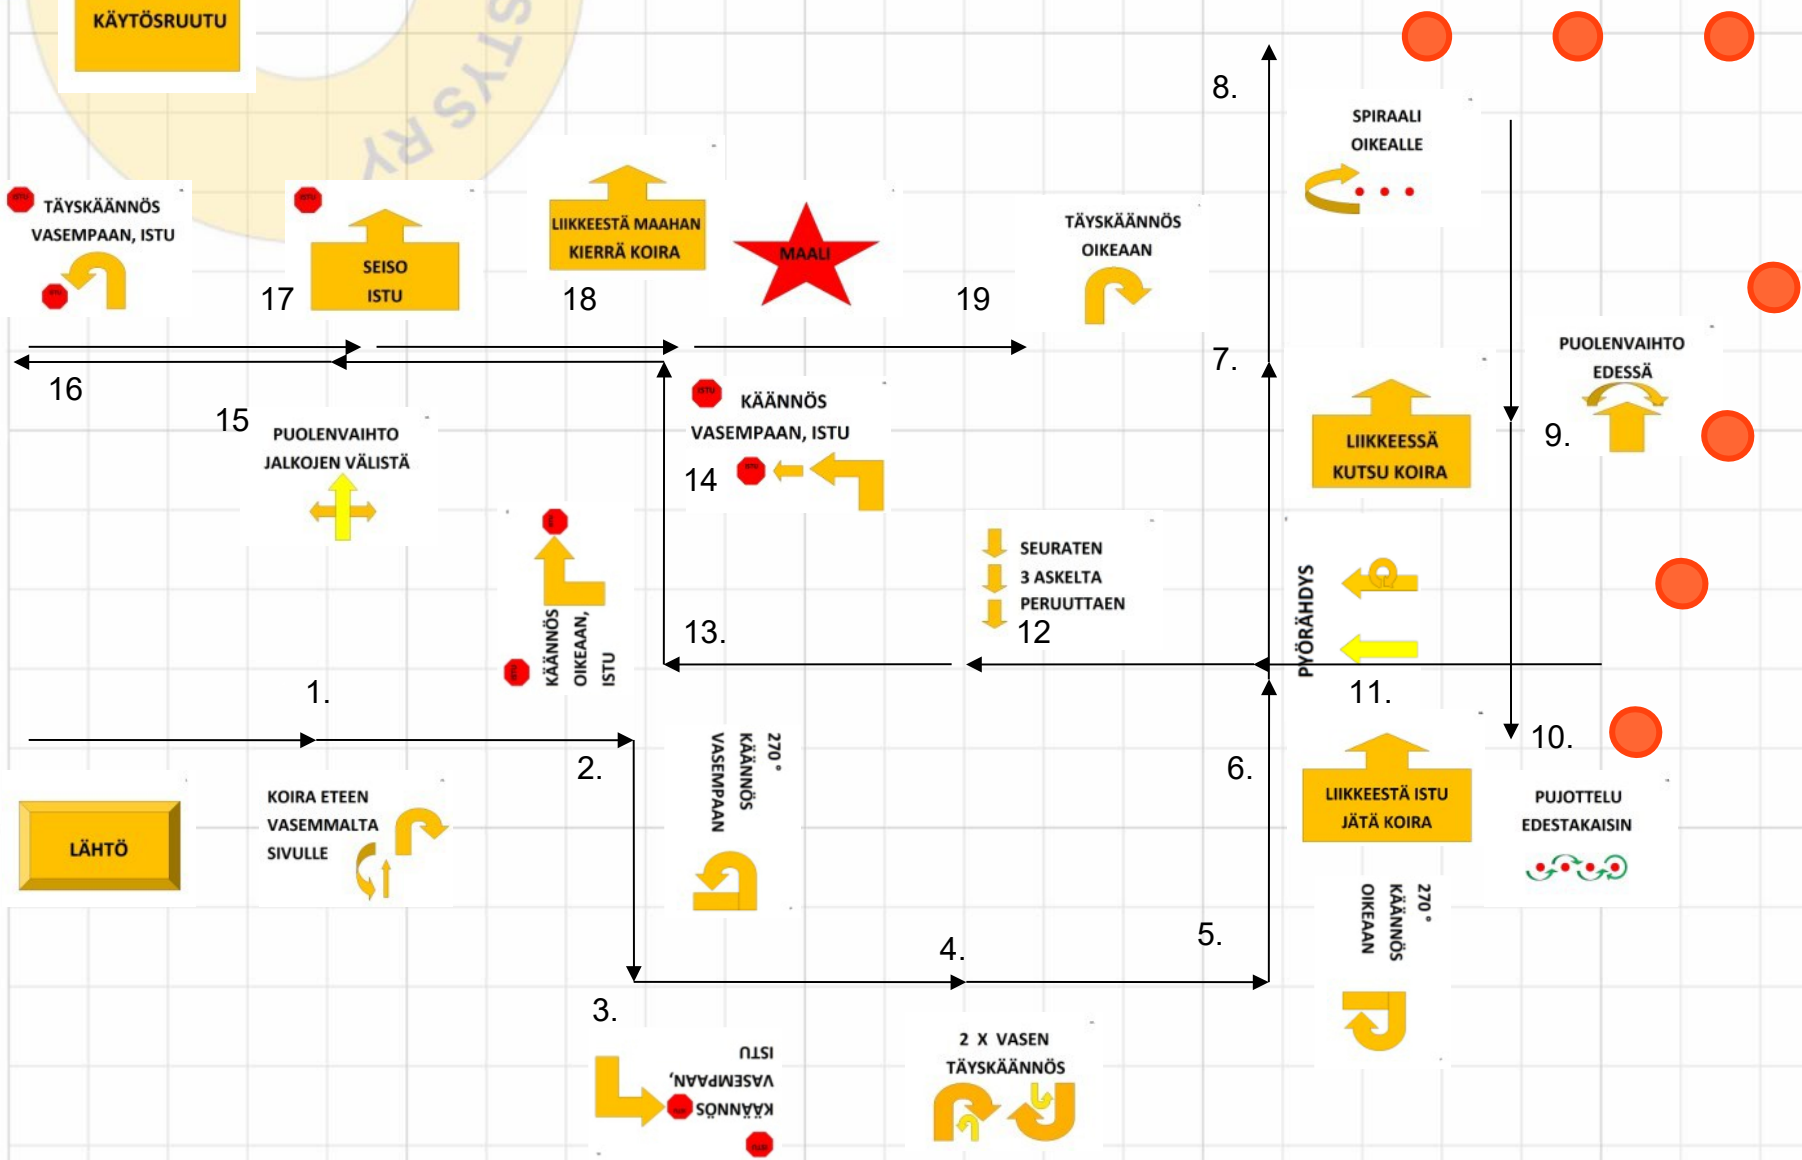 KÄYTÖSRUUTU
STYS RY
8.
SPIRAALI
OIKEALLE
ISTU
TÄYSKÄÄNNÖS
VASEMPAAN, ISTU
17
SEISO
ISTU
LIIKKEESTÄ MAAHAN
KIERRÄ KOIRA
18
MAALI
19
TÄYSKÄÄNNÖS
OIKEAAN
7.
16
15
PUOLENVAIHTO
JALKOJEN VÄLISTÄ
ISTU
KÄÄNNÖS
VASEMPAAN, ISTU
14
LIIKKEESSÄ
KUTSU KOIRA
PUOLENVAIHTO
EDESSÄ
9.
KÄÄNNÖS
OIKEAAN,
ISTU
13.
SEURATEN
3 ASKELTA
PERUUTTAEN
12
PYÖRÄHDYS
11.
1.
2.
270 °
KÄÄNNÖS
VASEMPAAN
6.
LIIKKEESTÄ ISTU
JÄTÄ KOIRA
10.
PUJOTTELU
EDESTAKAISIN
LÄHTÖ
KOIRA ETEEN
VASEMMALTA
SIVULLE
270 °
KÄÄNNÖS
OIKEAAN
4.
5.
3.
KÄÄNNÖS
VASEMPAAN,
ISTU
2 X VASEN
TÄYSKÄÄNNÖS